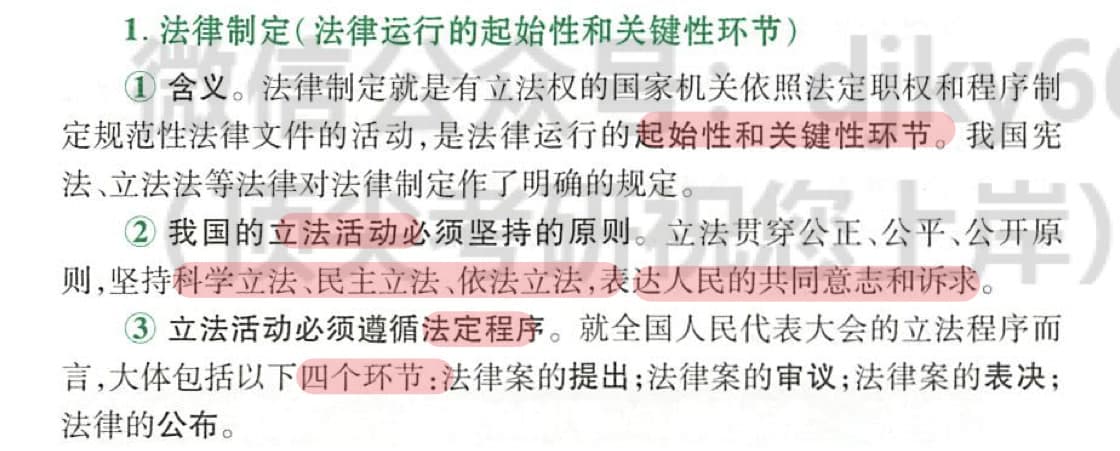 1. 法律制定(法律运行的起始性和关键性环节)
① 含义。法律制定就是有立法权的国家机关依照法定职权和程序制
定规范性法律文件的活动,是法律运行的起始性和关键性环节。我国宪
法、立法法等法律对法律制定作了明确的规定。
② 我国的立法活动必须坚持的原则。立法贯穿公正、公平、公开原
则,坚持科学立法、民主立法、依法立法,表达人民的共同意志和诉求。
③ 立法活动必须遵循法定程序。就全国人民代表大会的立法程序而
言,大体包括以下四个环节:法律案的提出;法律案的审议;法律案的表决;
法律的公布。
微信公众号: djky60
(顶尖考研祝您上岸)